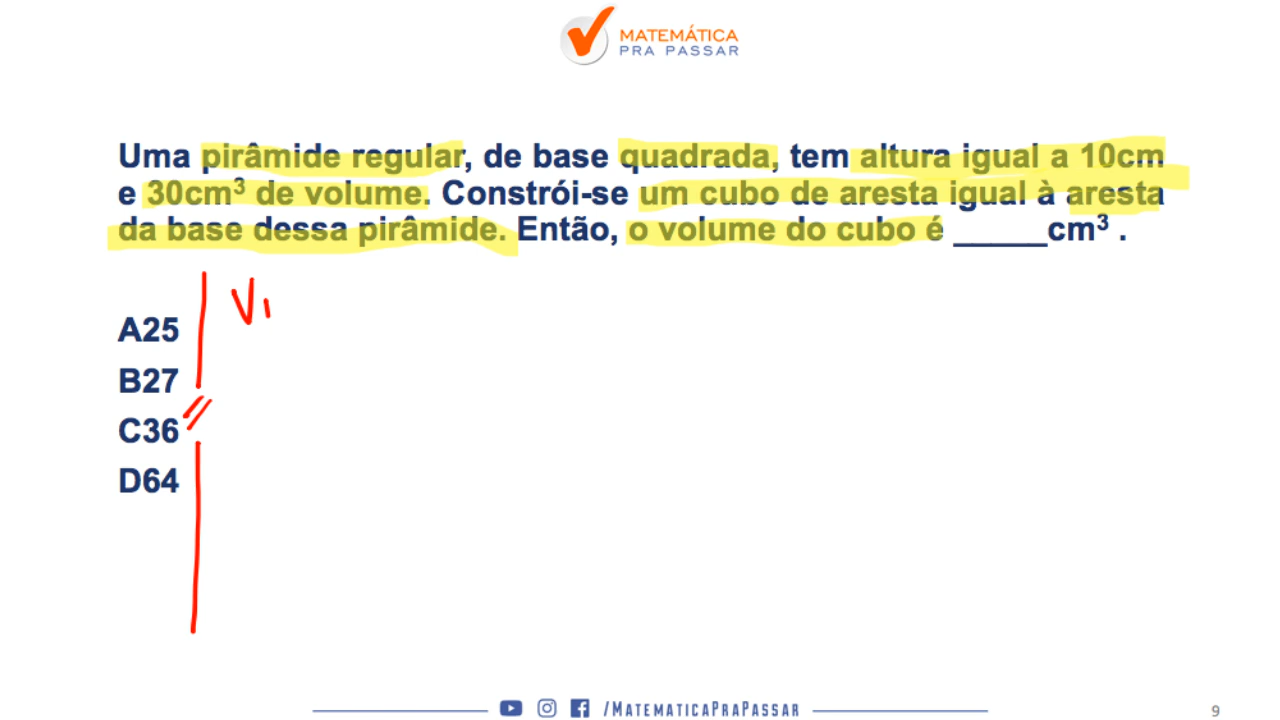 MATEMÁTICA
PRA PASSAR
Uma pirâmide regular, de base quadrada, tem altura igual a 10cm
e 30cm³ de volume. Constrói-se um cubo de aresta igual à aresta
da base dessa pirâmide. Então, o volume do cubo é _____cm³ .
A25
B27
C36
D64
/MATEMATICAPRAPASSAR
9